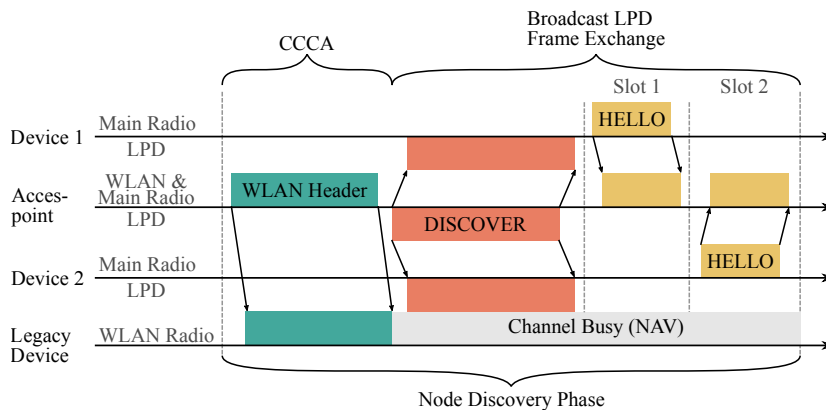 Broadcast LPD
Frame Exchange
CCCA
Slot 1
Slot 2
Device 1
Main Radio
LPD
HELLO
Acces-
point
WLAN &
Main Radio
LPD
WLAN Header
DISCOVER
Device 2
Main Radio
LPD
HELLO
Legacy
Device
WLAN Radio
Channel Busy (NAV)
Node Discovery Phase